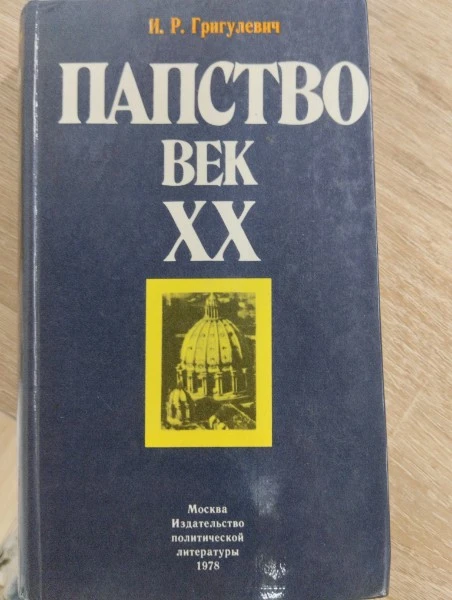 И. Р. Григулевич
ПАПСТВО
ВЕК
XX
Москва
Издательство
политической
литературы
1978